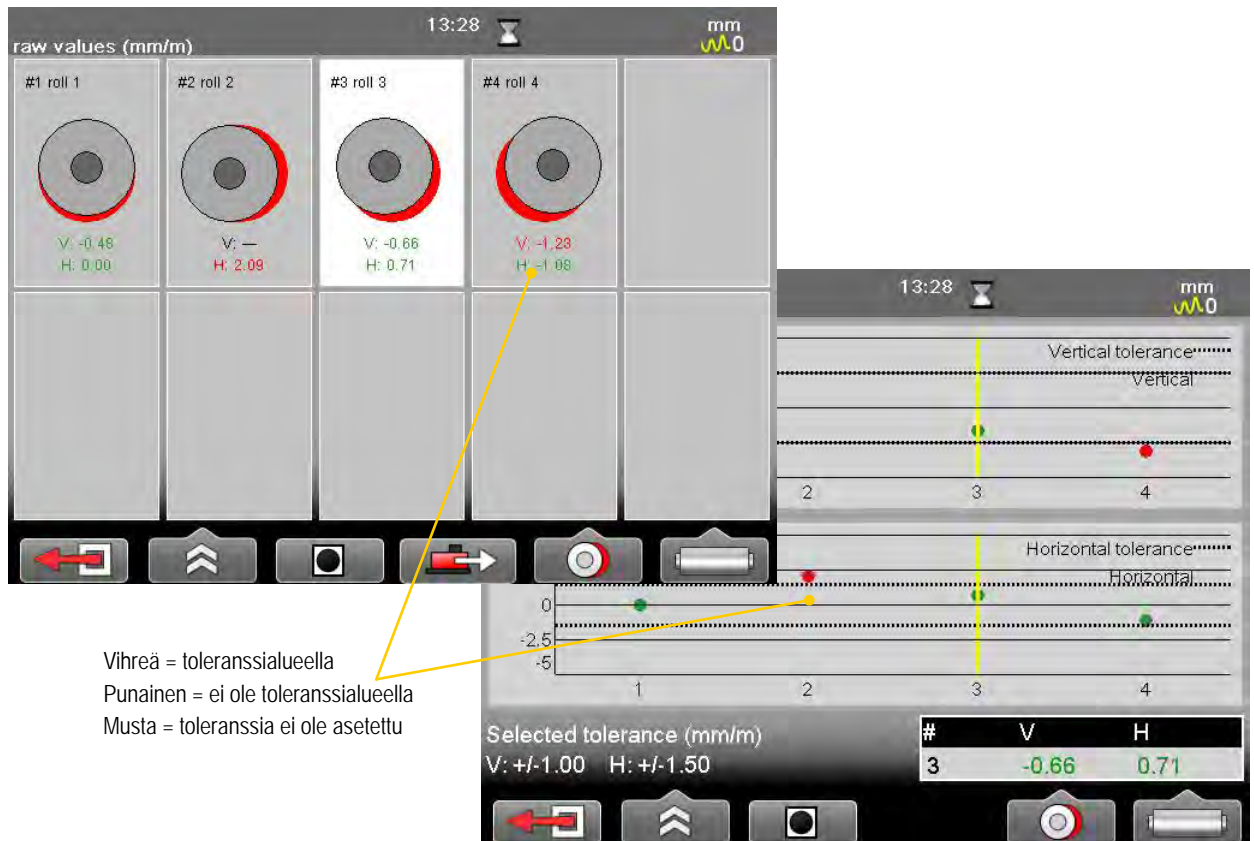 13:28
mm
0
raw values (mm/m)
#1 roll 1
#2 roll 2
#3 roll 3
#4 roll 4
V: -0.48
H: 0.00
V: —
H: 2.09
V: -0.66
H: 0.71
V: -1.23
H: -1.08
13:28
mm
0
Vertical tolerance
Vertical
2
3
4
Horizontal tolerance
Horizontal
0
-2.5
-5
1
2
3
4
Vihreä = toleranssialueella
Punainen = ei ole toleranssialueella
Musta = toleranssia ei ole asetettu
Selected tolerance (mm/m)
V: +/-1.00 H: +/-1.50
# V H
3 -0.66 0.71